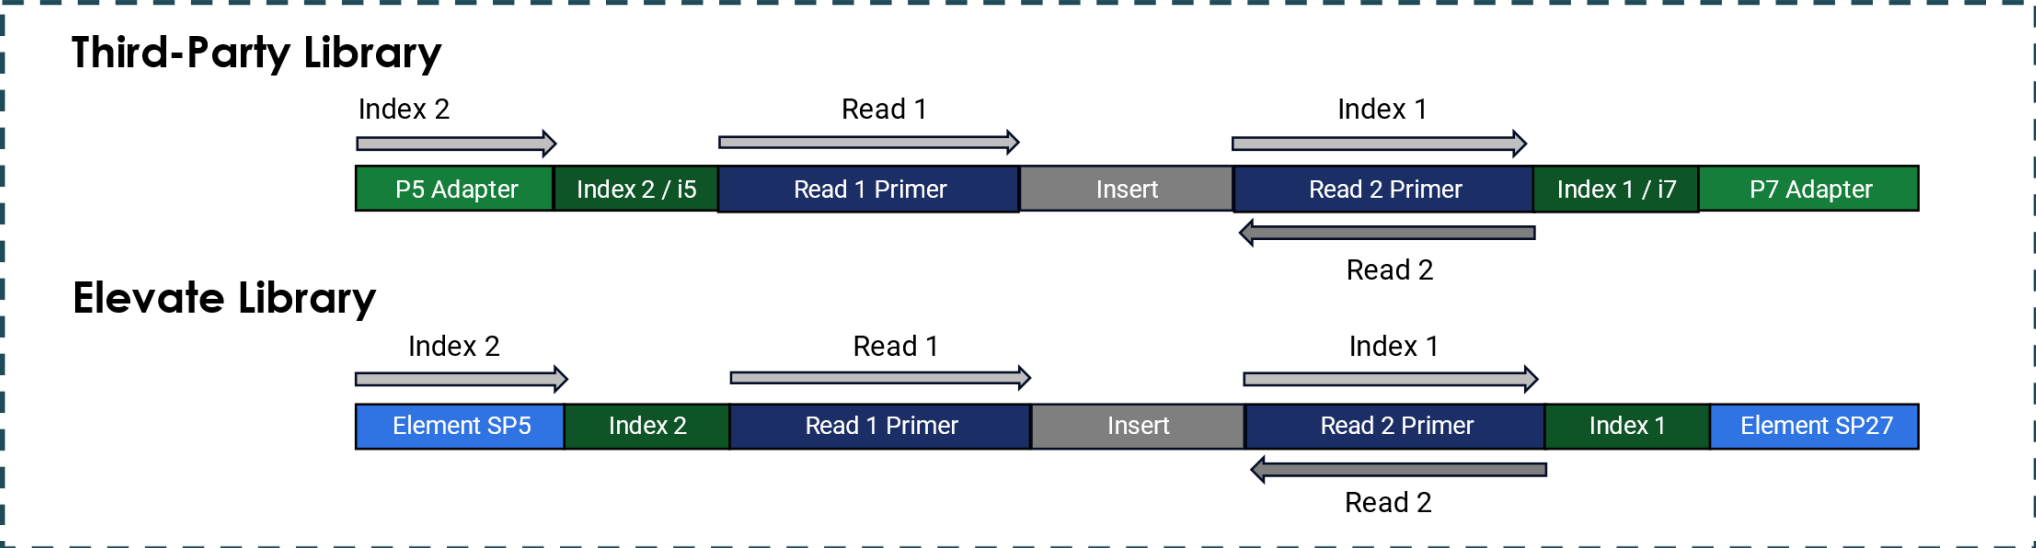 Third-Party Library
Index 2 Read 1 Index 1
P5 Adapter Index 2 / i5 Read 1 Primer Insert Read 2 Primer Index 1 / i7 P7 Adapter
Read 2
Elevate Library
Index 2 Read 1 Index 1
Element SP5 Index 2 Read 1 Primer Insert Read 2 Primer Index 1 Element SP27
Read 2